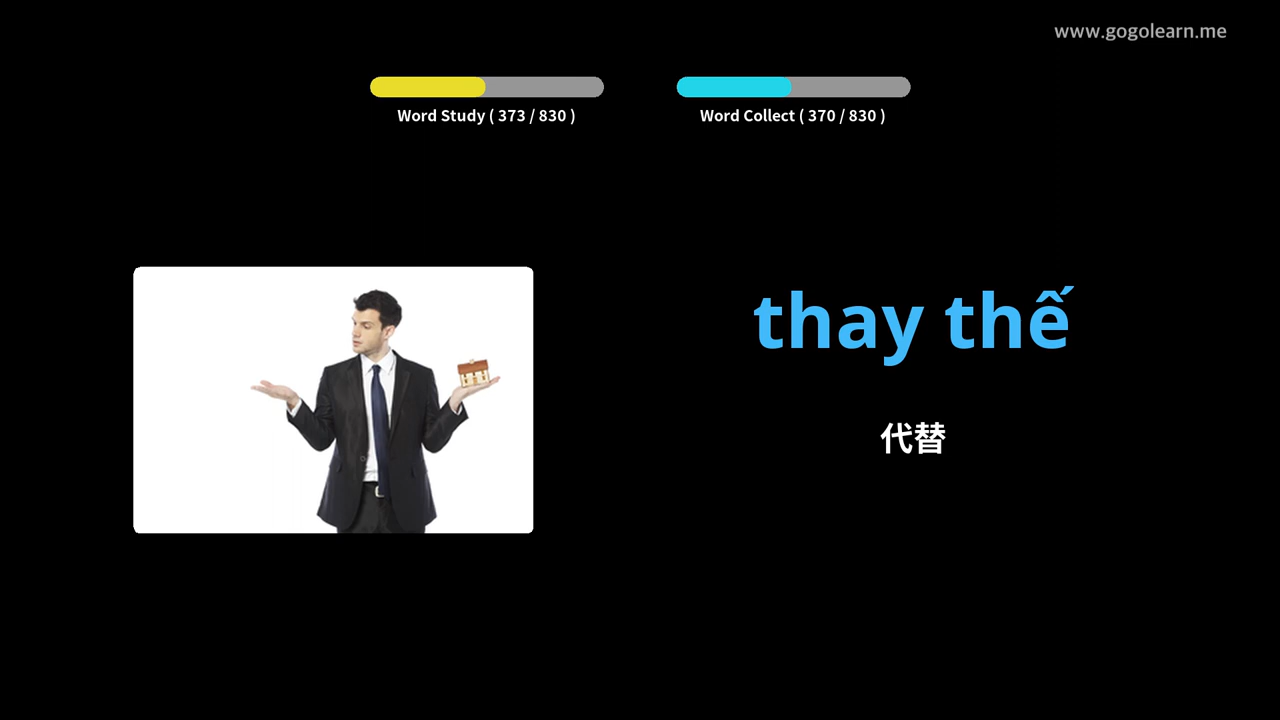 www.gogolearn.me
Word Study ( 373 / 830 )
Word Collect ( 370 / 830 )
thay thế
代替